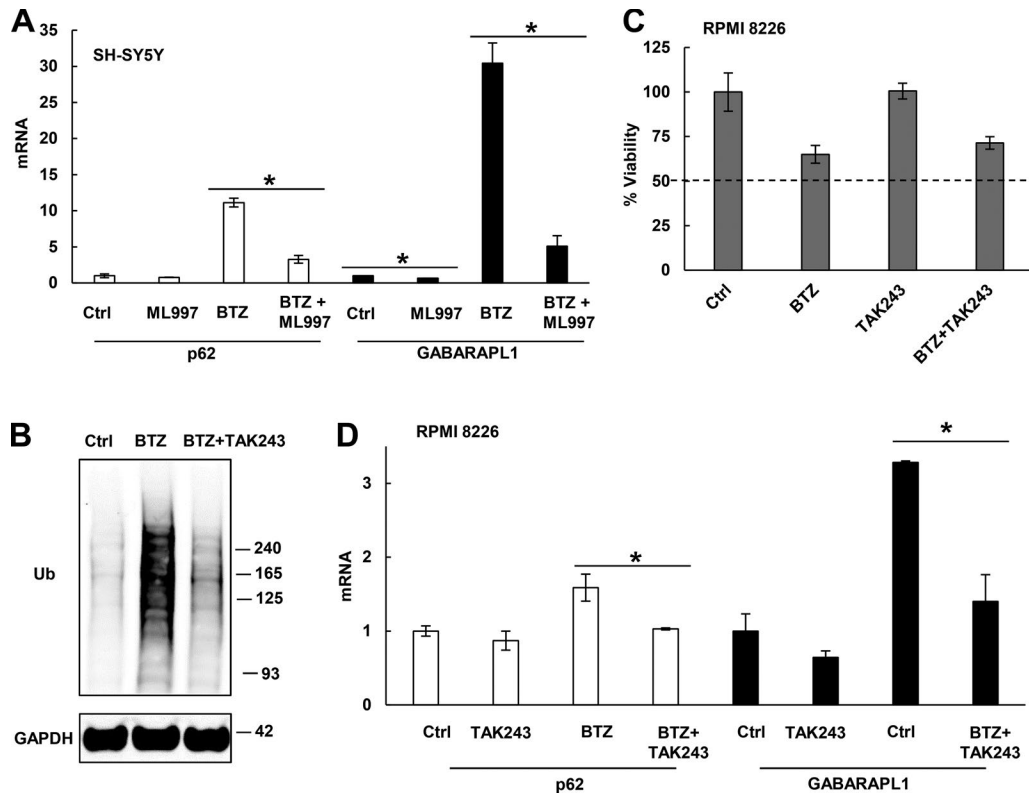 A
SH-SY5Y
mRNA
35
30
25
20
15
10
5
0
*
*
*
Ctrl
ML997
BTZ
BTZ +
ML997
Ctrl
ML997
BTZ
BTZ +
ML997
p62
GABARAPL1
C
RPMI 8226
% Viability
125
100
75
50
25
0
Ctrl
BTZ
TAK243
BTZ+TAK243
B
Ctrl BTZ BTZ+TAK243
Ub
240
165
125
93
GAPDH
42
D
RPMI 8226
mRNA
3
2
1
0
*
*
Ctrl
TAK243
BTZ
BTZ+
TAK243
Ctrl
TAK243
Ctrl
BTZ+
TAK243
p62
GABARAPL1